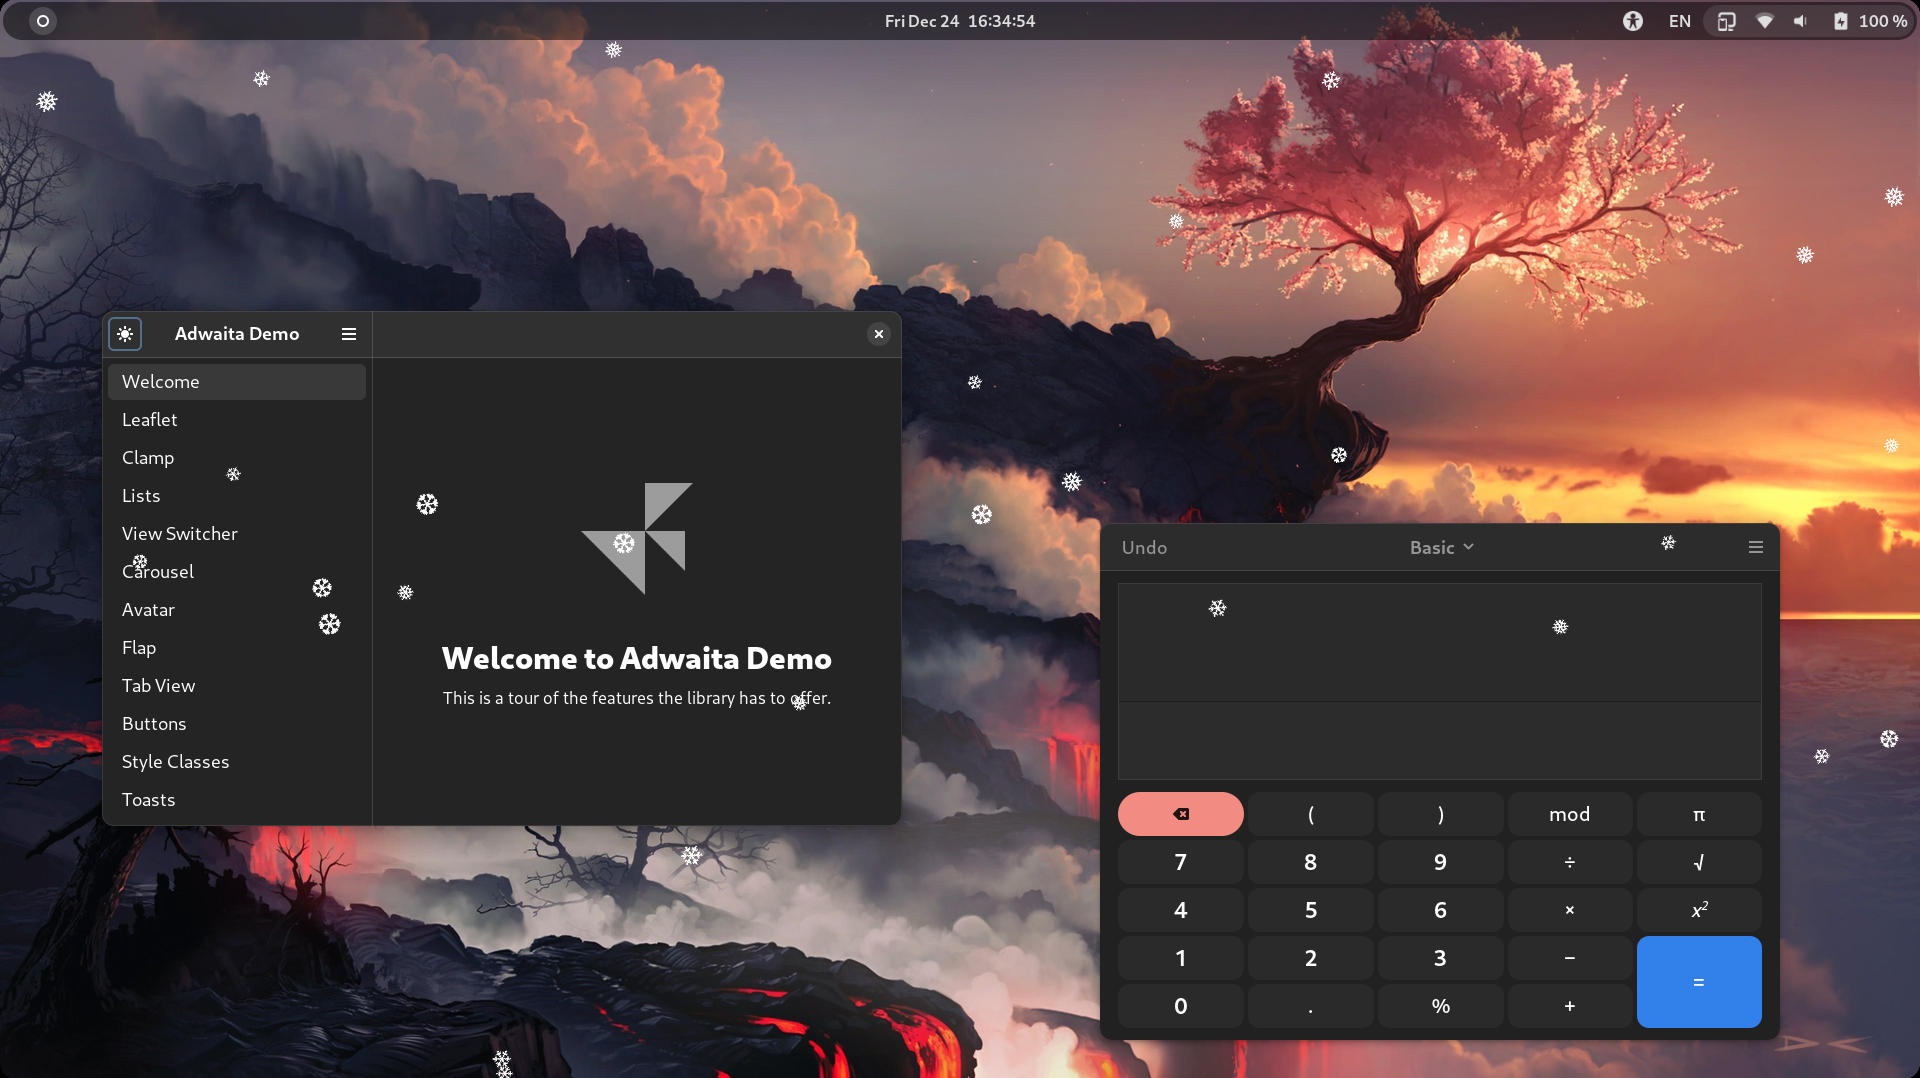 Fri Dec 24 16:34:54
EN
100 %
Adwaita Demo
Welcome
Leaflet
Clamp
Lists
View Switcher
Carousel
Avatar
Flap
Tab View
Buttons
Style Classes
Toasts
Welcome to Adwaita Demo
This is a tour of the features the library has to offer.
Undo
Basic
( ) mod π
7 8 9 ÷ √
4 5 6 × x²
1 2 3 − =
0 . % +